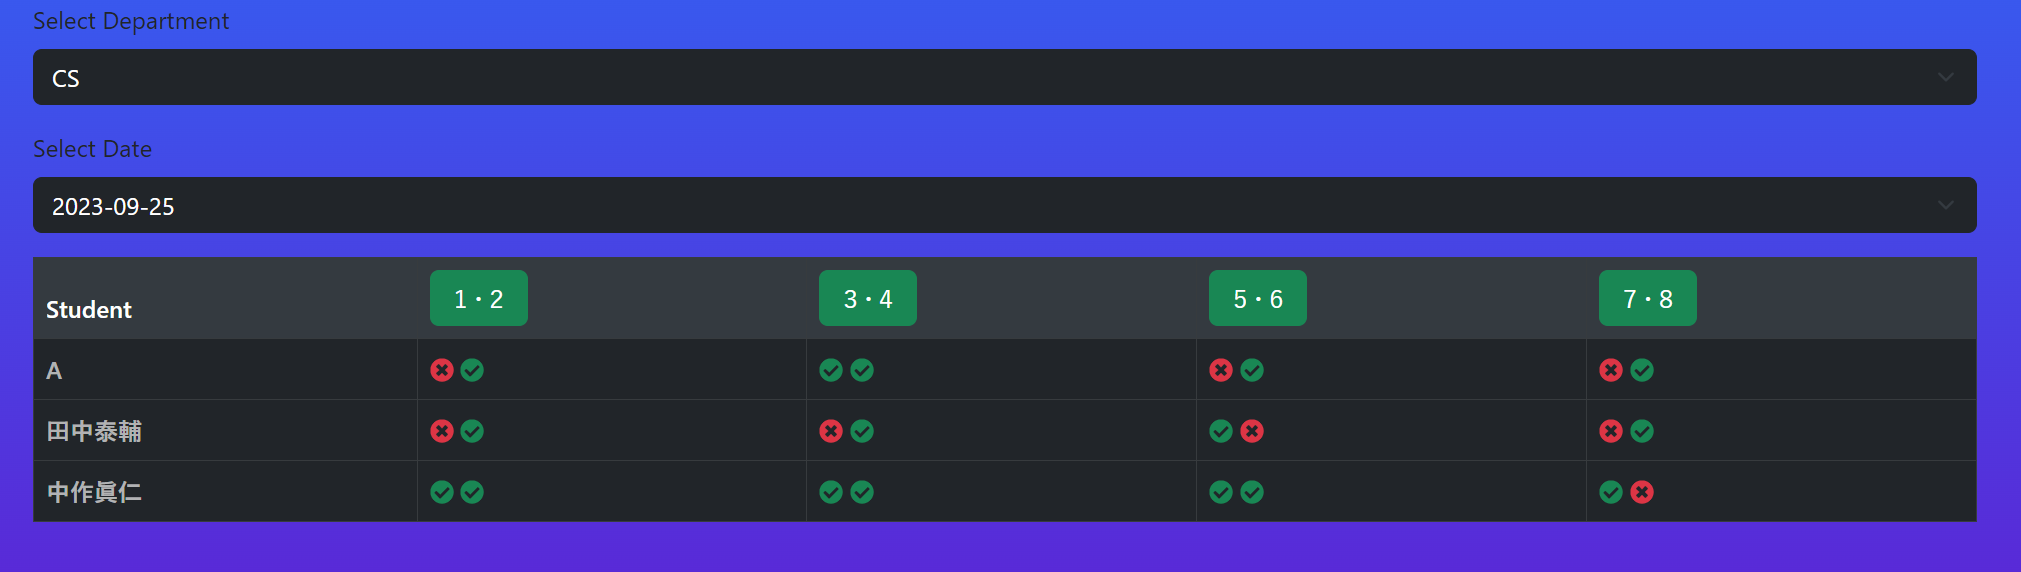 Select Department
CS
Select Date
2023-09-25
Student 1・2 3・4 5・6 7・8
A
田中泰輔
中作眞仁